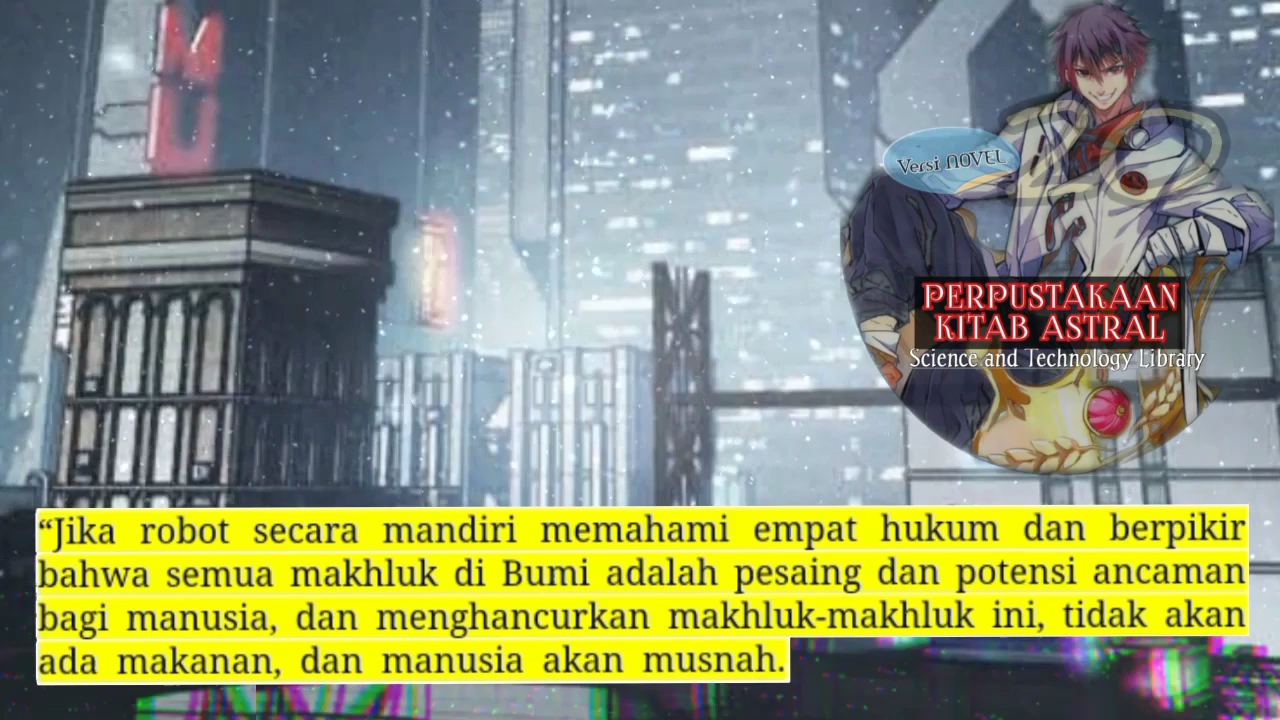 MU
Versi NOVEL
PERPUSTAKAAN
KITAB ASTRAL
Science and Technology Library
“Jika robot secara mandiri memahami empat hukum dan berpikir
bahwa semua makhluk di Bumi adalah pesaing dan potensi ancaman
bagi manusia, dan menghancurkan makhluk-makhluk ini, tidak akan
ada makanan, dan manusia akan musnah.